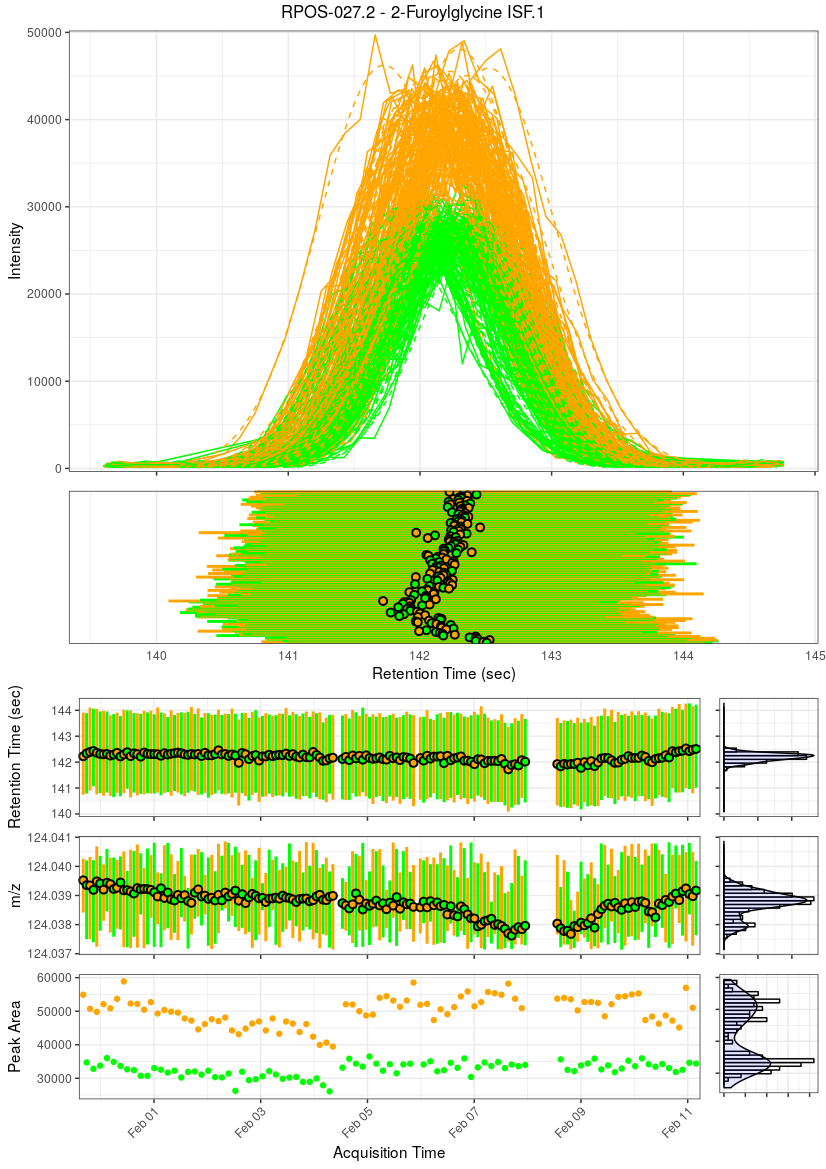 RPOS-027.2 - 2-Furoylglycine ISF.1
50000
40000
30000
20000
10000
0
Intensity
140
141
142
143
144
145
Retention Time (sec)
144
143
142
141
140
Retention Time (sec)
124.041
124.040
124.039
124.038
124.037
m/z
60000
50000
40000
30000
Peak Area
Feb 01
Feb 03
Feb 05
Feb 07
Feb 09
Feb 11
Acquisition Time